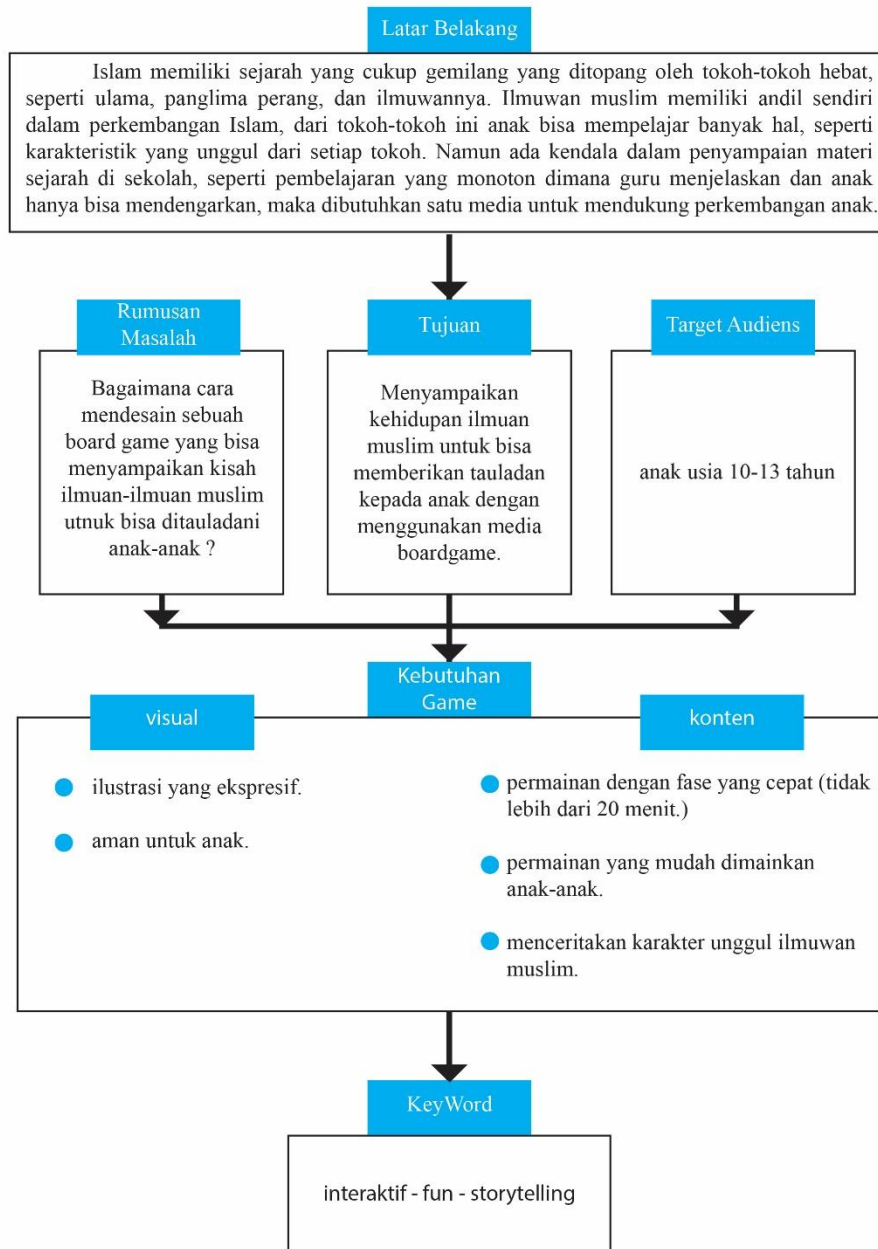 Latar Belakang
Islam memiliki sejarah yang cukup gemilang yang ditopang oleh tokoh-tokoh hebat,
seperti ulama, panglima perang, dan ilmuwannya. Ilmuwan muslim memiliki andil sendiri
dalam perkembangan Islam, dari tokoh-tokoh ini anak bisa mempelajar banyak hal, seperti
karakteristik yang unggul dari setiap tokoh. Namun ada kendala dalam penyampaian materi
sejarah di sekolah, seperti pembelajaran yang monoton dimana guru menjelaskan dan anak
hanya bisa mendengarkan, maka dibutuhkan satu media untuk mendukung perkembangan anak.
Rumusan
Masalah
Bagaimana cara
mendesain sebuah
board game yang bisa
menyampaikan kisah
ilmuan-ilmuan muslim
utnuk bisa ditauladani
anak-anak ?
Tujuan
Menyampaikan
kehidupan ilmuan
muslim untuk bisa
memberikan tauladan
kepada anak dengan
menggunakan media
boardgame.
Target Audiens
anak usia 10-13 tahun
Kebutuhan
Game
visual
ilustrasi yang ekspresif.
aman untuk anak.
konten
permainan dengan fase yang cepat (tidak
lebih dari 20 menit.)
permainan yang mudah dimainkan
anak-anak.
menceritakan karakter unggul ilmuwan
muslim.
KeyWord
interaktif - fun - storytelling